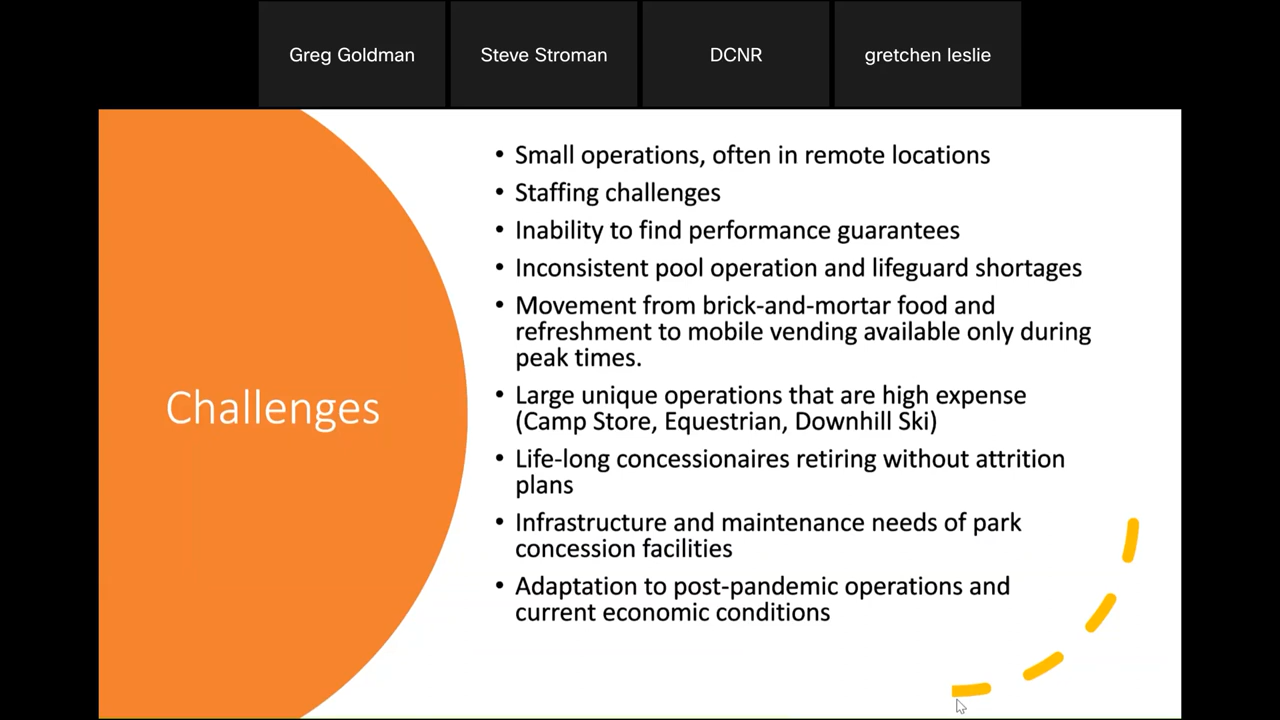 Greg Goldman
Steve Stroman
DCNR
gretchen leslie
Challenges
• Small operations, often in remote locations
• Staffing challenges
• Inability to find performance guarantees
• Inconsistent pool operation and lifeguard shortages
• Movement from brick-and-mortar food and
refreshment to mobile vending available only during
peak times.
• Large unique operations that are high expense
(Camp Store, Equestrian, Downhill Ski)
• Life-long concessionaires retiring without attrition
plans
• Infrastructure and maintenance needs of park
concession facilities
• Adaptation to post-pandemic operations and
current economic conditions